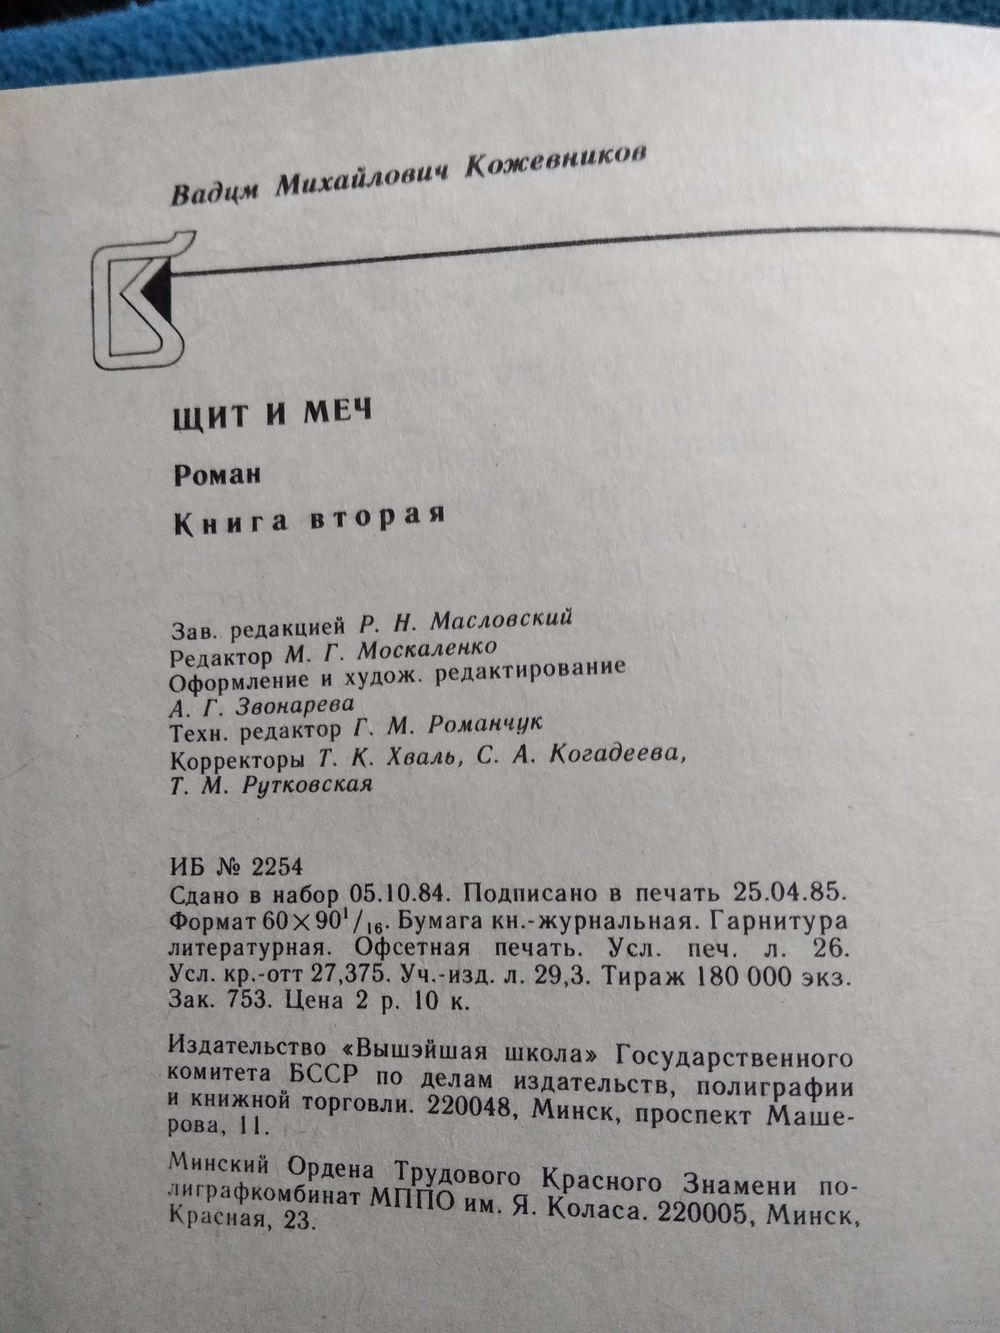 Вадим Михайлович Кожевников
ЩИТ И МЕЧ
Роман
Книга вторая
Зав. редакцией Р. Н. Масловский
Редактор М. Г. Москаленко
Оформление и худож. редактирование
А. Г. Звонарева
Техн. редактор Г. М. Романчук
Корректоры Т. К. Хваль, С. А. Когадеева,
Т. М. Рутковская
ИБ № 2254
Сдано в набор 05.10.84. Подписано в печать 25.04.85.
Формат 60×90¹/₁₆. Бумага кн.-журнальная. Гарнитура
литературная. Офсетная печать. Усл. печ. л. 26.
Усл. кр.-отт 27,375. Уч.-изд. л. 29,3. Тираж 180 000 экз.
Зак. 753. Цена 2 р. 10 к.
Издательство «Вышэйшая школа» Государственного
комитета БССР по делам издательств, полиграфии
и книжной торговли. 220048, Минск, проспект Маше-
рова, 11.
Минский Ордена Трудового Красного Знамени по-
лиграфкомбинат МППО им. Я. Коласа. 220005, Минск,
Красная, 23.
www.ay.by